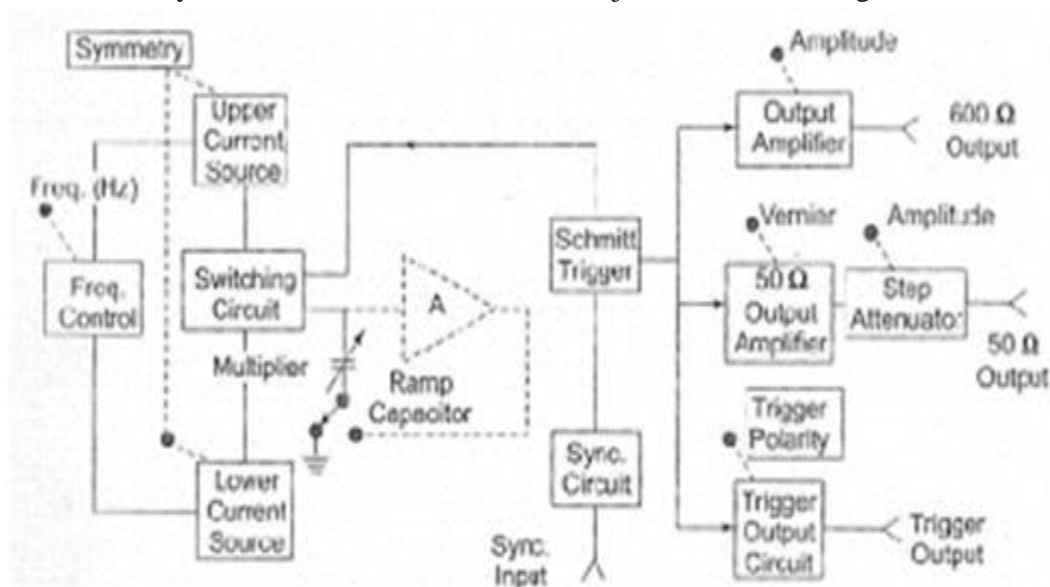 Symmetry
Upper
Current
Source
Freq. (Hz)
Freq.
Control
Switching
Circuit
Multiplier
A
Ramp
Capacitor
Lower
Current
Source
Schmitt
Trigger
Sync.
Circuit
Sync.
Input
Amplitude
Output
Amplifier
600 Ω
Output
Vernier
Amplitude
50 Ω
Output
Amplifier
Step
Attenuator
50 Ω
Output
Trigger
Polarity
Trigger
Output
Circuit
Trigger
Output